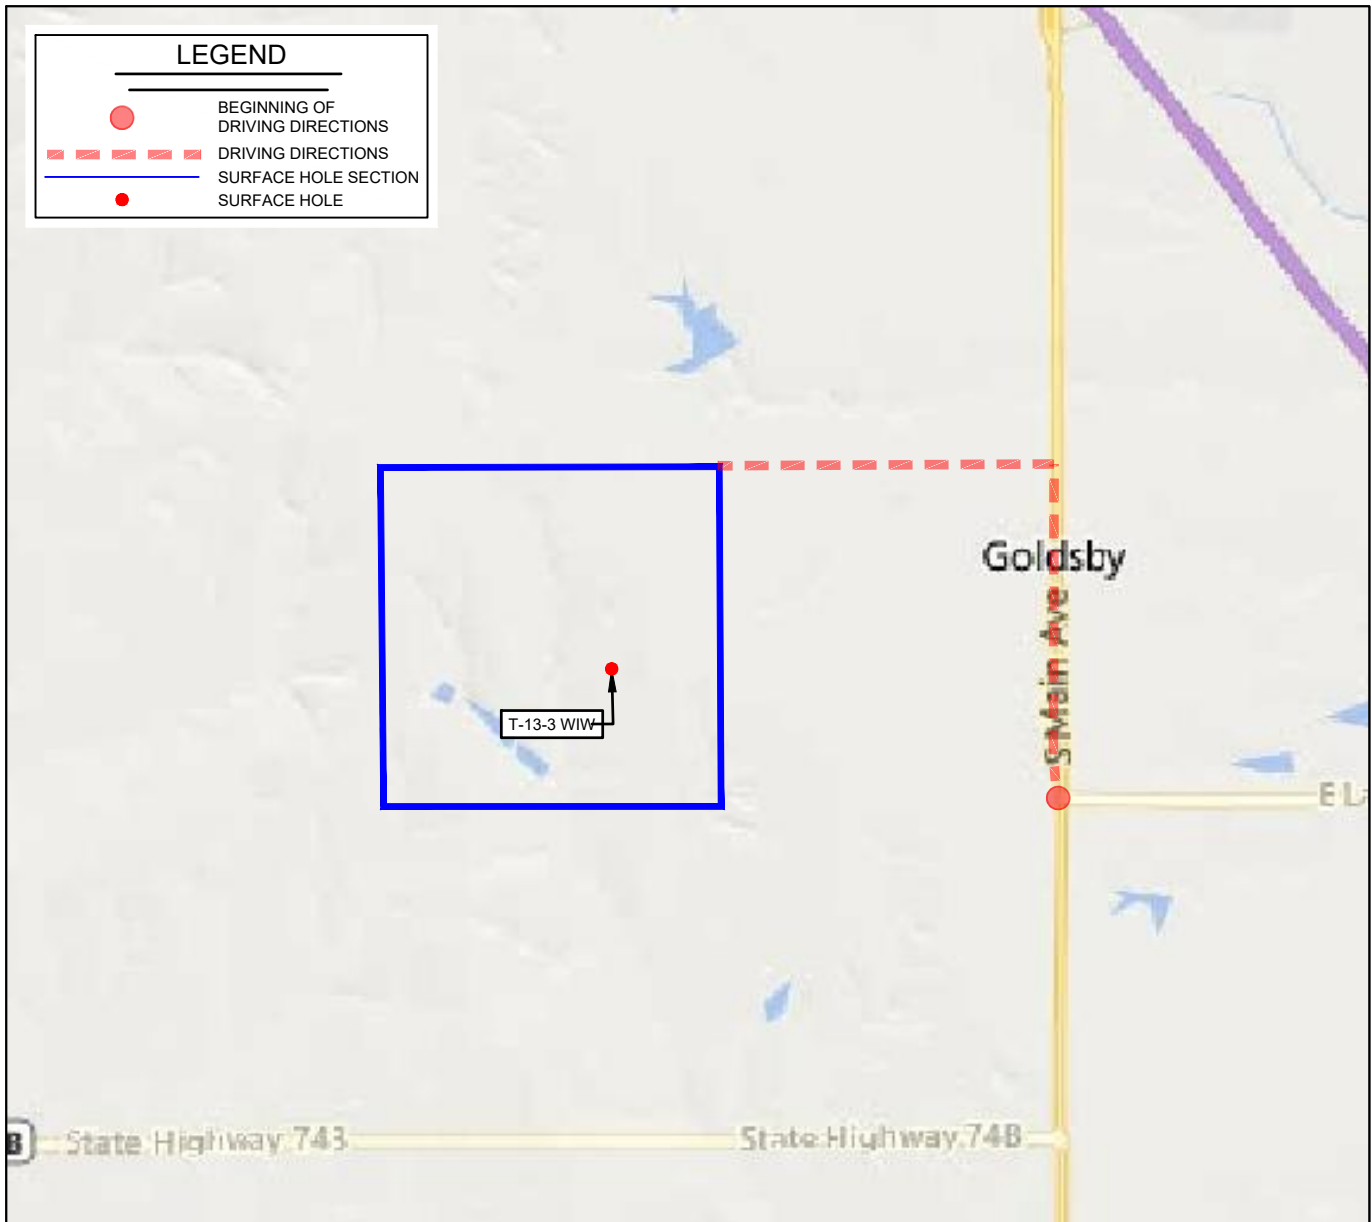 LEGEND
BEGINNING OF
DRIVING DIRECTIONS
DRIVING DIRECTIONS
SURFACE HOLE SECTION
SURFACE HOLE
Goldsby
S Main Ave
T-13-3 WIW
E L
B
State Highway 74B
State Highway 74B